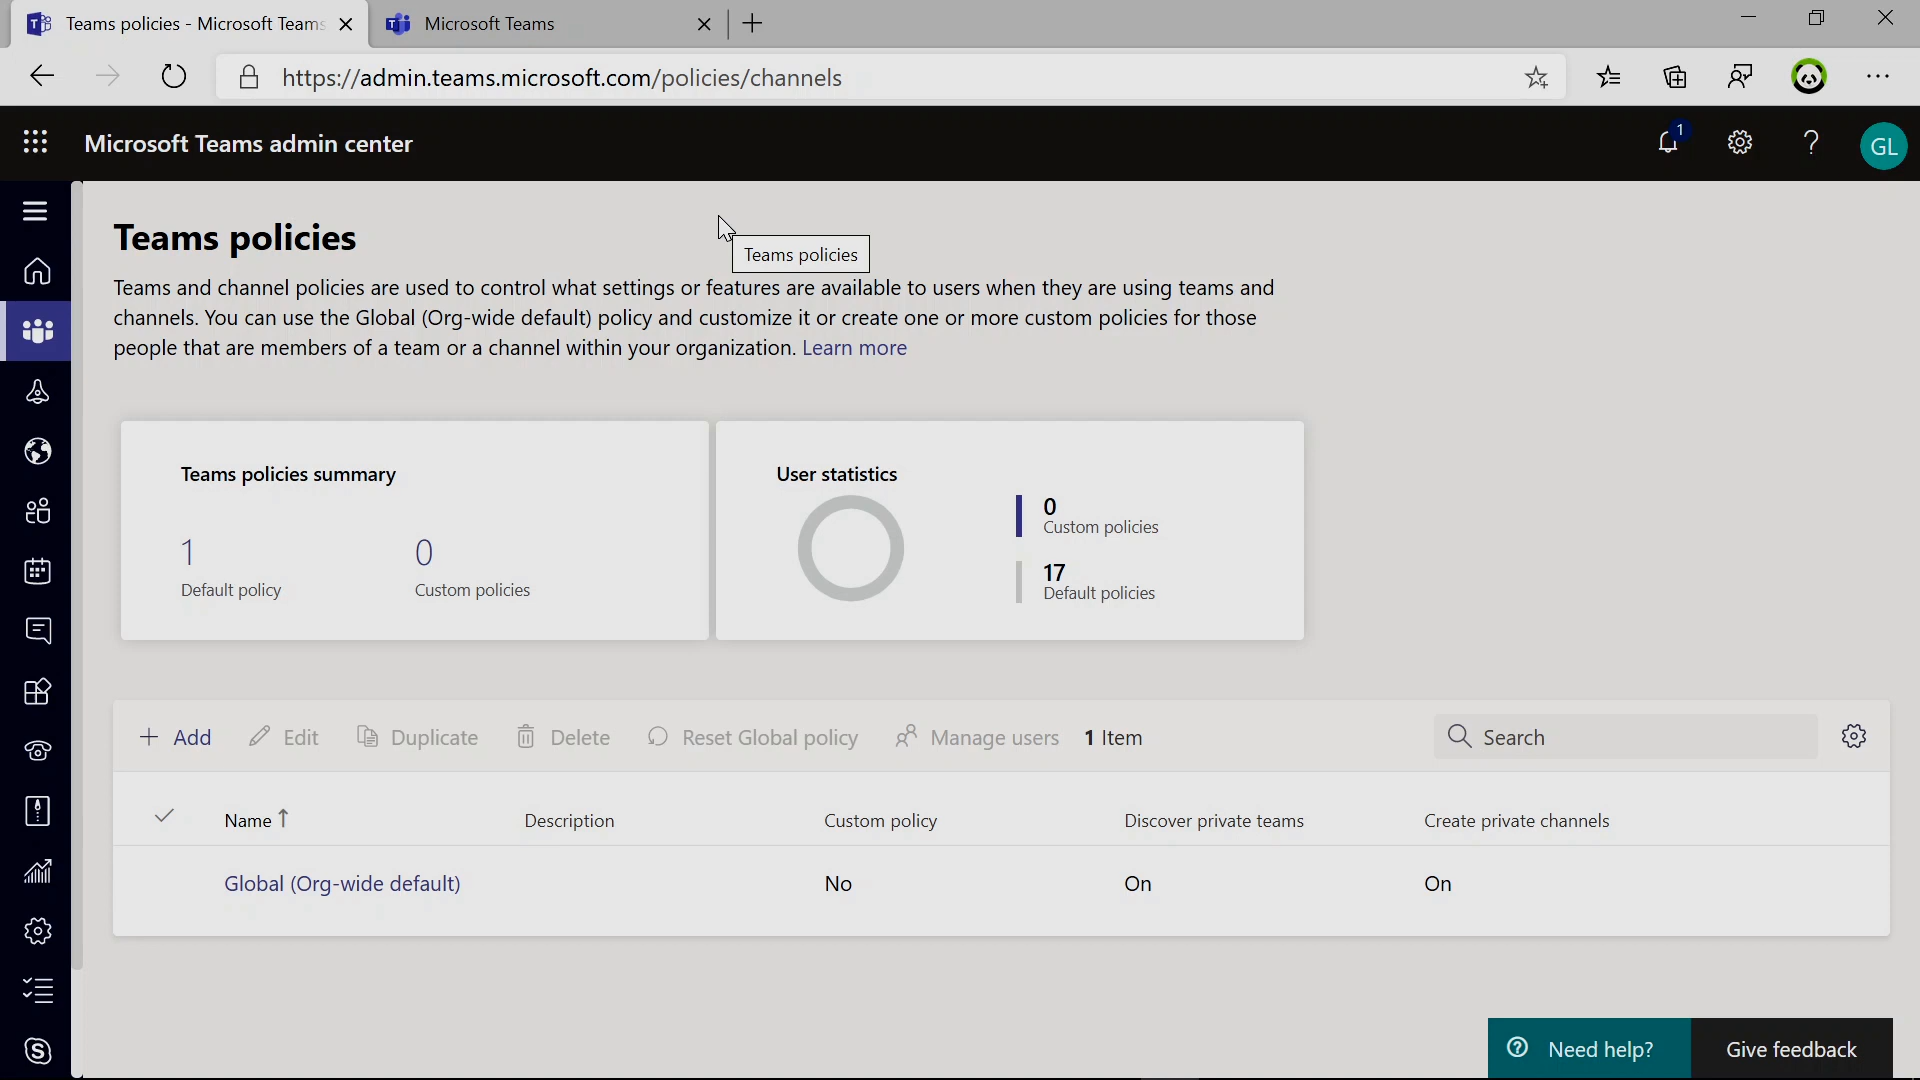 Teams policies - Microsoft Teams
Microsoft Teams
https://admin.teams.microsoft.com/policies/channels
Microsoft Teams admin center
1
GL
Teams policies
Teams policies
Teams and channel policies are used to control what settings or features are available to users when they are using teams and
channels. You can use the Global (Org-wide default) policy and customize it or create one or more custom policies for those
people that are members of a team or a channel within your organization. Learn more
Teams policies summary
1
Default policy
0
Custom policies
User statistics
0
Custom policies
17
Default policies
Add Edit Duplicate Delete Reset Global policy Manage users 1 Item Search
Name Description Custom policy Discover private teams Create private channels
Global (Org-wide default) No On On
Need help? Give feedback